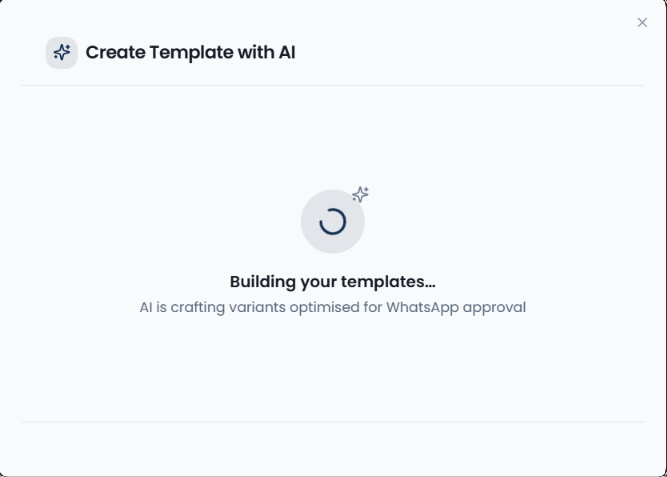 Create Template with AI
Building your templates...
AI is crafting variants optimised for WhatsApp approval